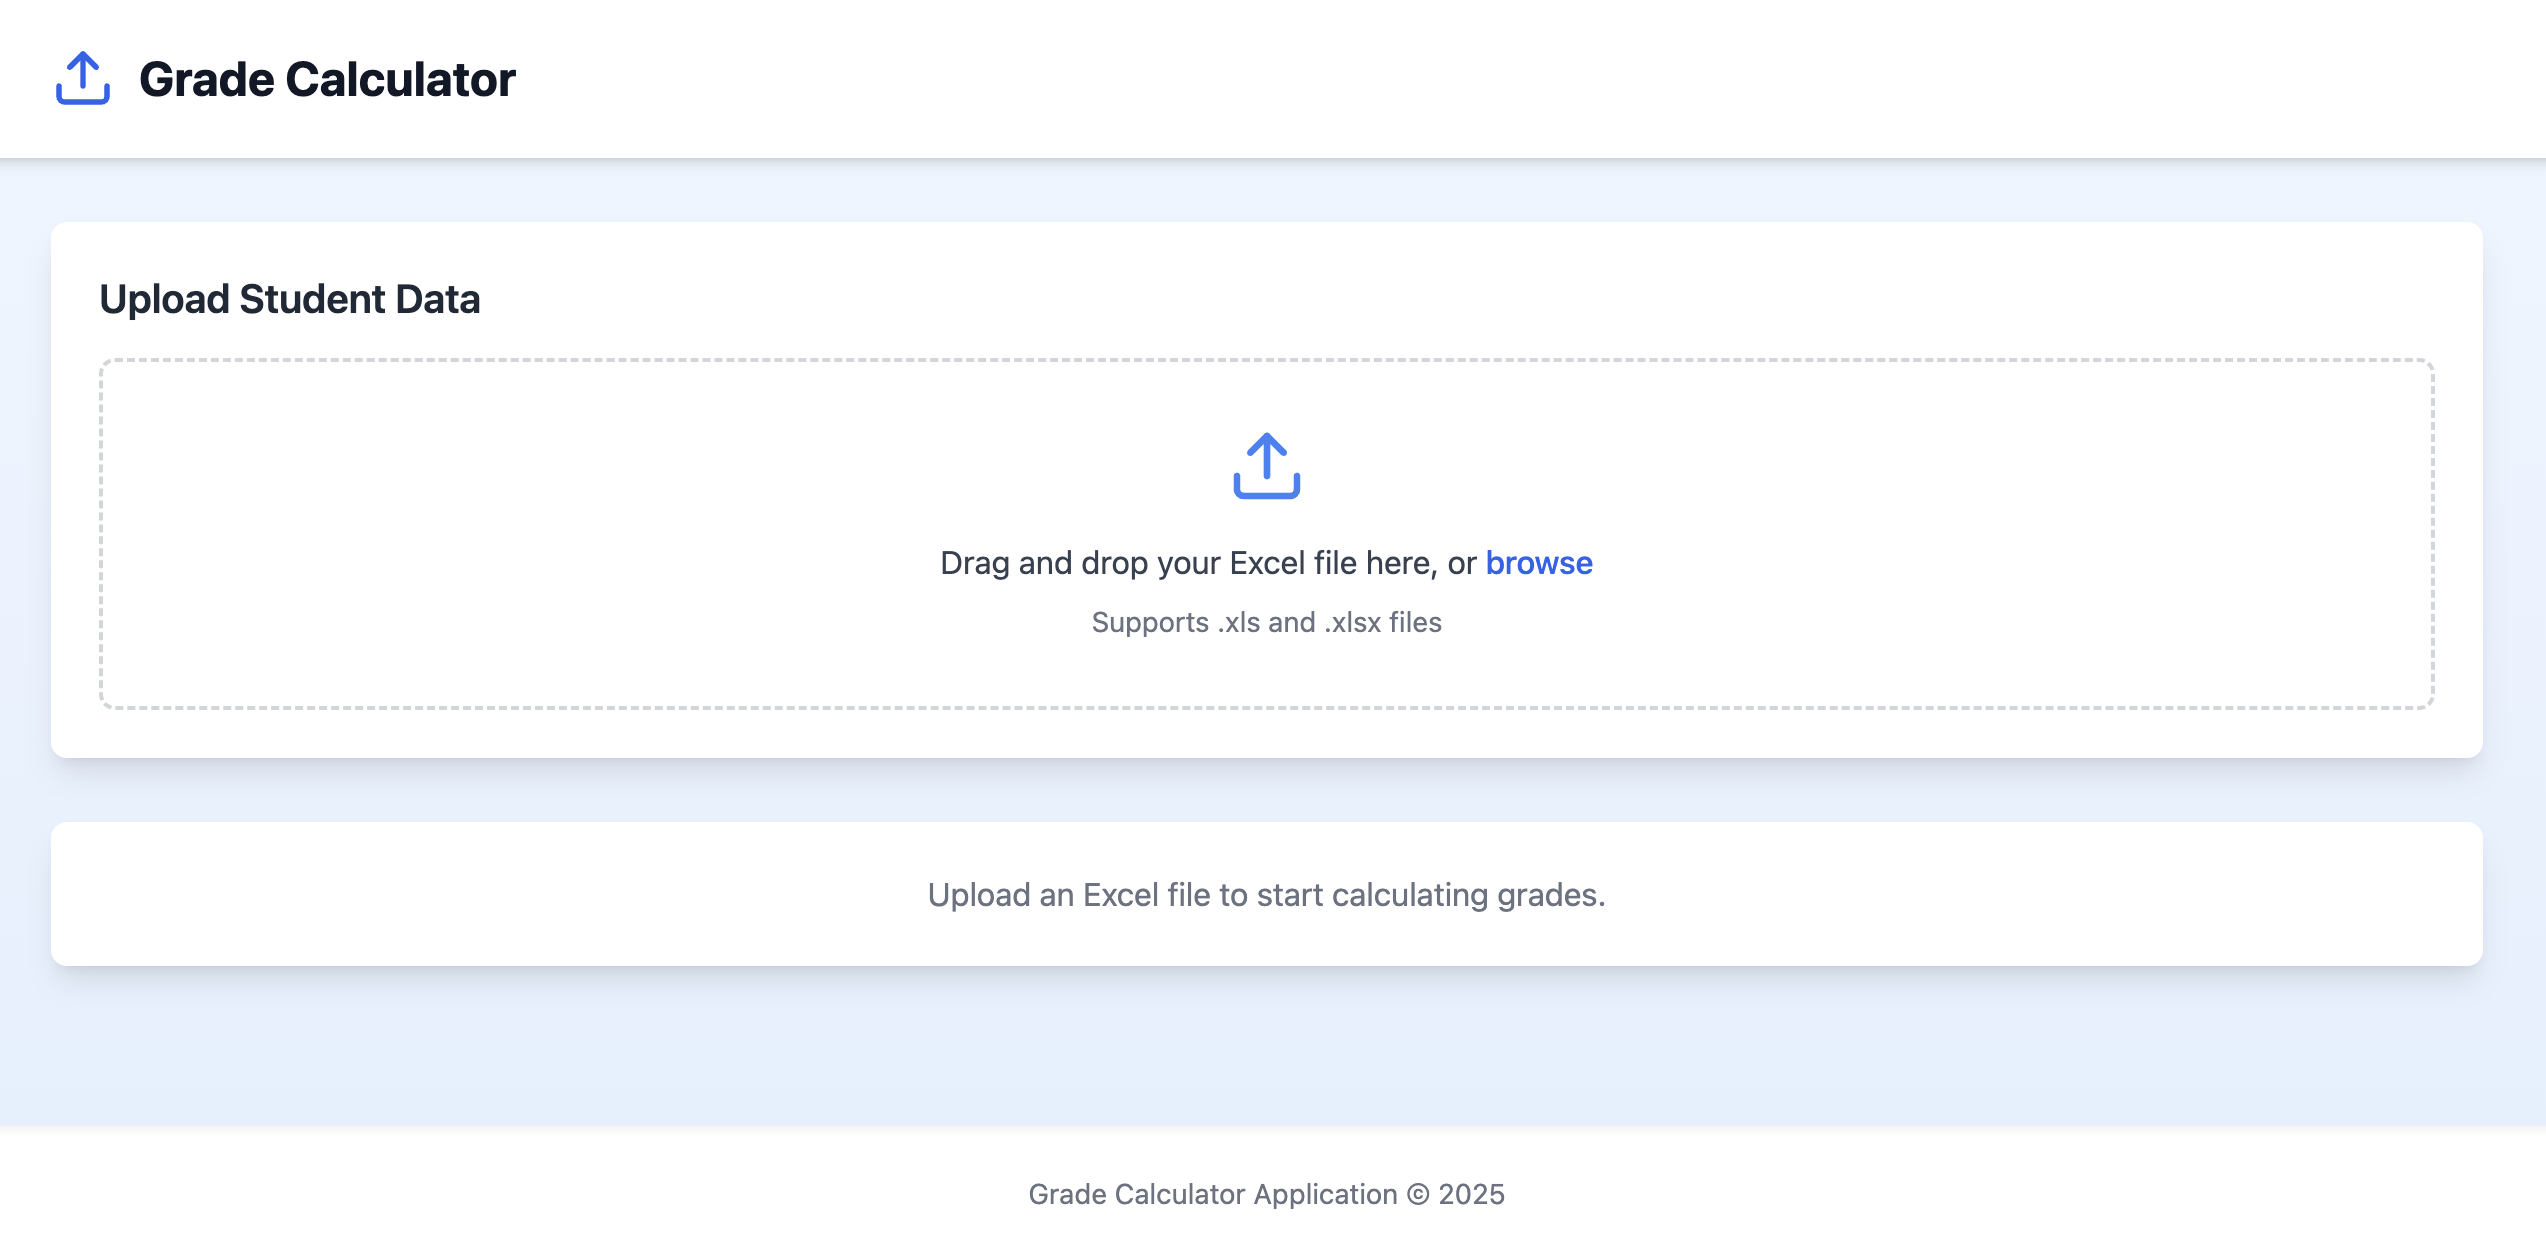 Grade Calculator
Upload Student Data
Drag and drop your Excel file here, or browse
Supports .xls and .xlsx files
Upload an Excel file to start calculating grades.
Grade Calculator Application © 2025